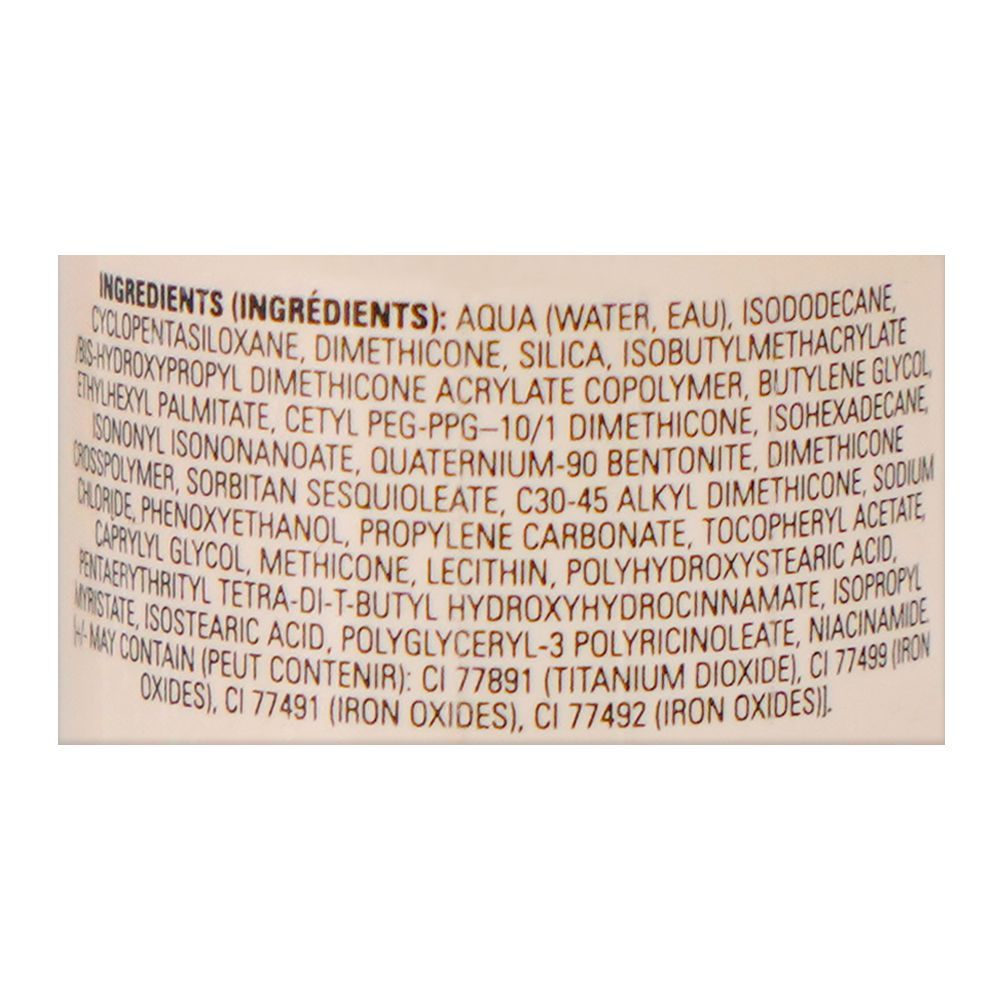 INGREDIENTS (INGRÉDIENTS): AQUA (WATER, EAU), ISODODECANE,
CYCLOPENTASILOXANE, DIMETHICONE, SILICA, ISOBUTYLMETHACRYLATE
/BIS-HYDROXYPROPYL DIMETHICONE ACRYLATE COPOLYMER, BUTYLENE GLYCOL,
ETHYLHEXYL PALMITATE, CETYL PEG-PPG–10/1 DIMETHICONE, ISOHEXADECANE,
ISONONYL ISONONANOATE, QUATERNIUM-90 BENTONITE, DIMETHICONE
CROSSPOLYMER, SORBITAN SESQUIOLEATE, C30-45 ALKYL DIMETHICONE, SODIUM
CHLORIDE, PHENOXYETHANOL, PROPYLENE CARBONATE, TOCOPHERYL ACETATE,
CAPRYLYL GLYCOL, METHICONE, LECITHIN, POLYHYDROXYSTEARIC ACID,
PENTAERYTHRITYL TETRA-DI-T-BUTYL HYDROXYHYDROCINNAMATE, ISOPROPYL
MYRISTATE, ISOSTEARIC ACID, POLYGLYCERYL-3 POLYRICINOLEATE, NIACINAMIDE.
[+/- MAY CONTAIN (PEUT CONTENIR): CI 77891 (TITANIUM DIOXIDE), CI 77499 (IRON
OXIDES), CI 77491 (IRON OXIDES), CI 77492 (IRON OXIDES)].